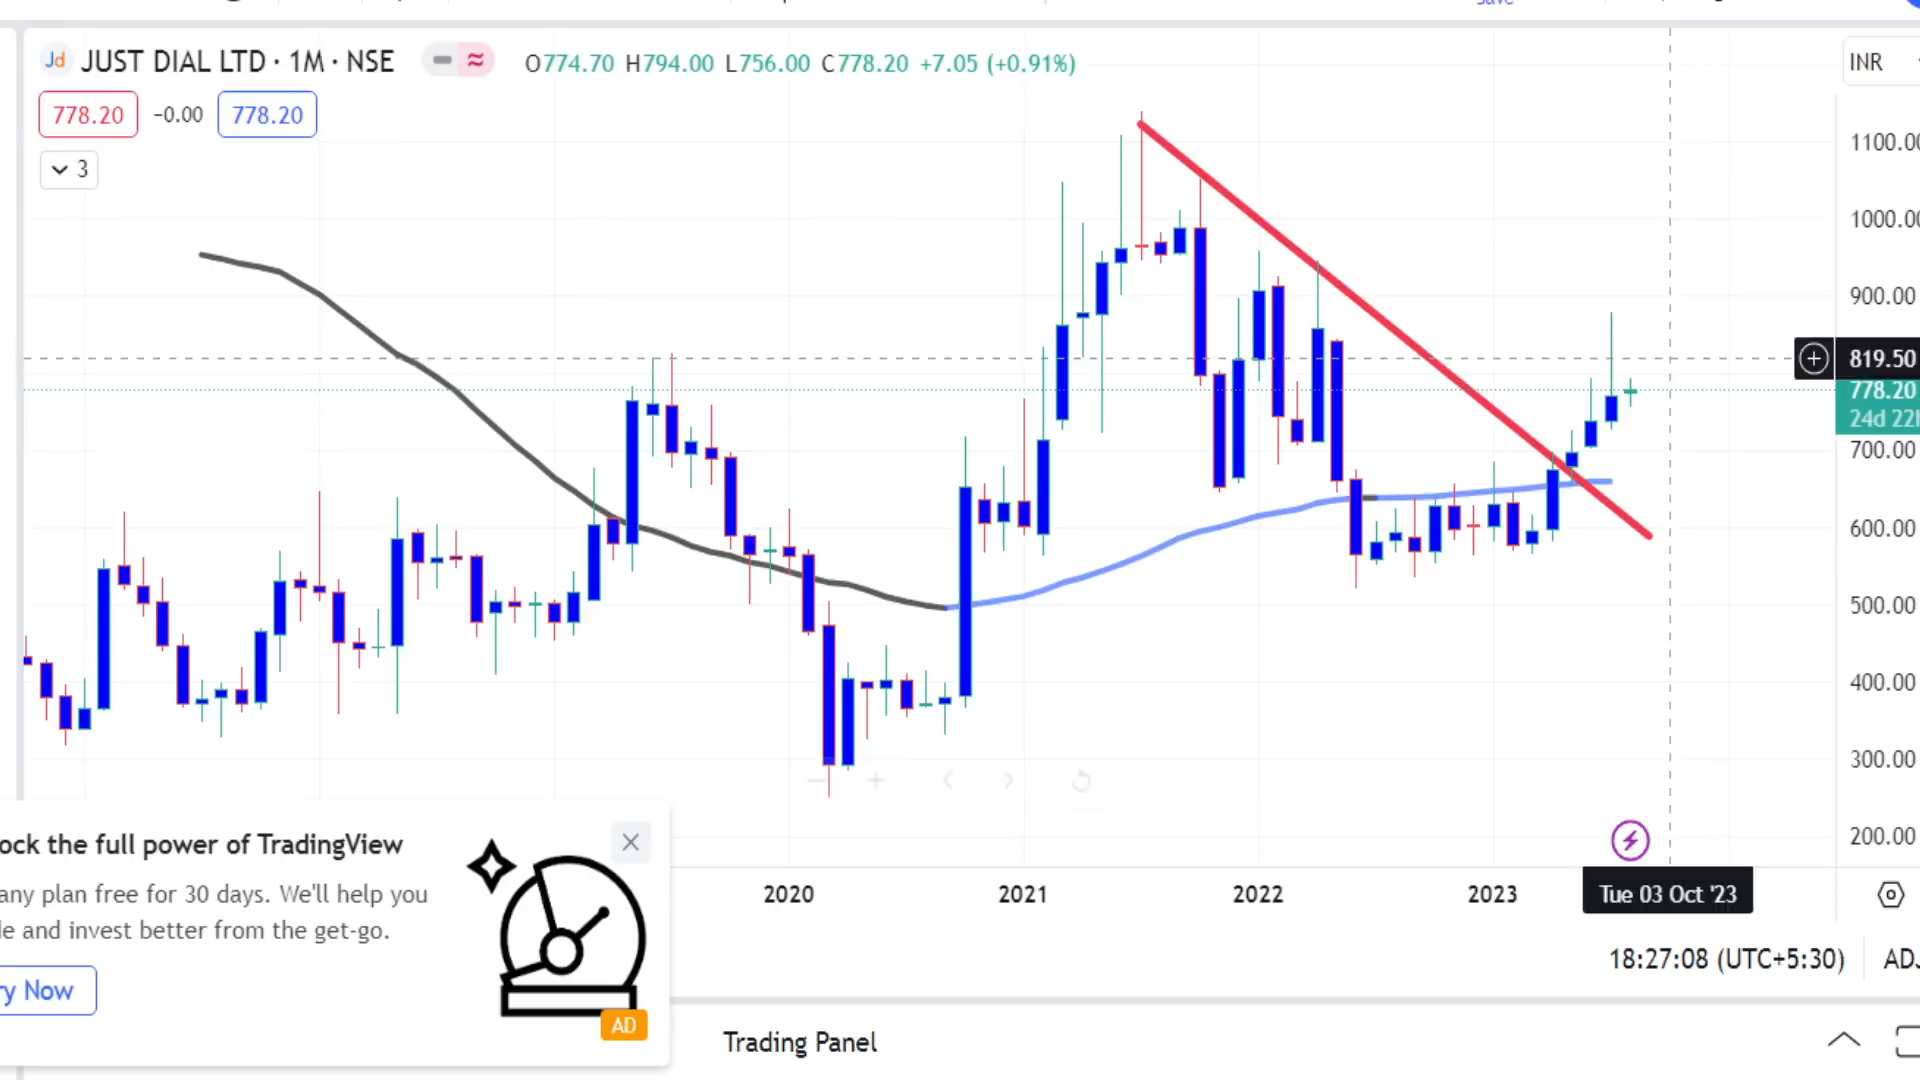 save
Jd JUST DIAL LTD · 1M · NSE O774.70 H794.00 L756.00 C778.20 +7.05 (+0.91%)
INR
778.20 −0.00 778.20
3
1100.00
1000.00
900.00
819.50
778.20
24d 22h
700.00
600.00
500.00
400.00
300.00
200.00
2020 2021 2022 2023 Tue 03 Oct '23
ock the full power of TradingView
any plan free for 30 days. We'll help you
le and invest better from the get-go.
ry Now
AD
18:27:08 (UTC+5:30) ADJ
Trading Panel